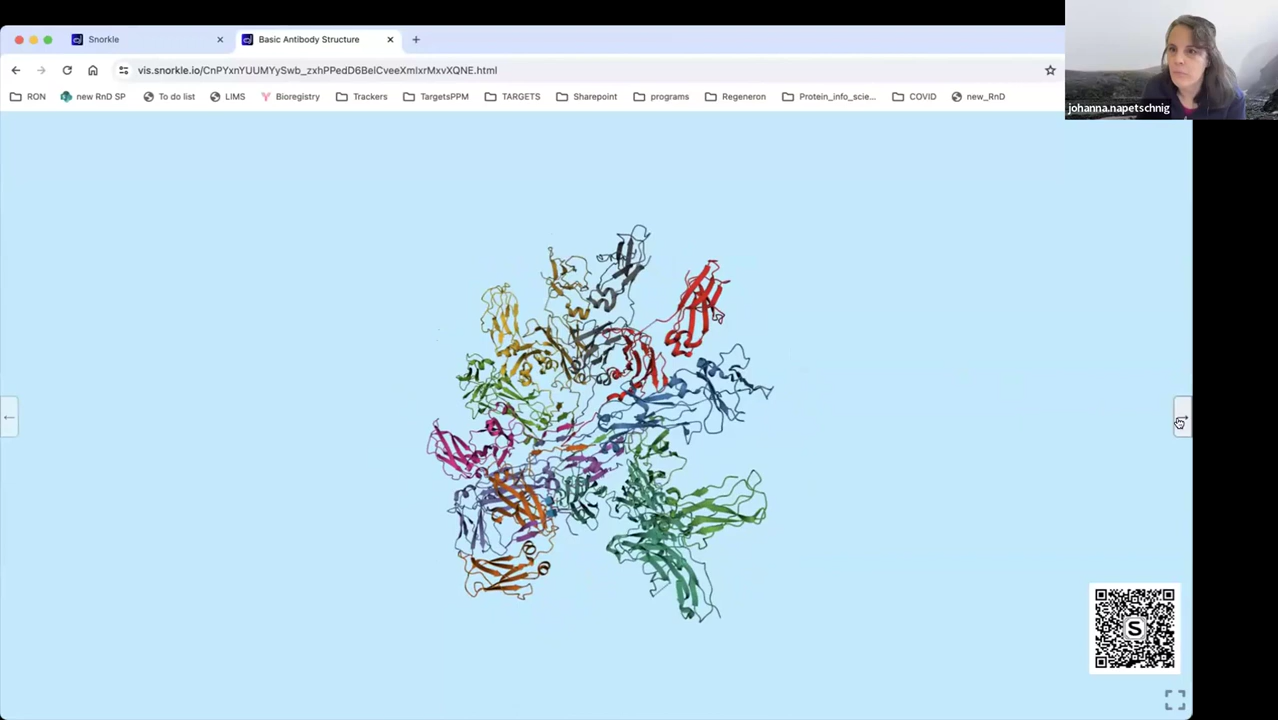 Snorkle
Basic Antibody Structure
vis.snorkle.io/CnPYxnYUUMYySwb_zxhPPedD6BelCveeXmlxrMxvXQNE.html
RON new RnD SP To do list LIMS Bioregistry Trackers TargetsPPM TARGETS Sharepoint programs Regeneron Protein_info_scie... COVID new_RnD
johanna.napetschnig
S